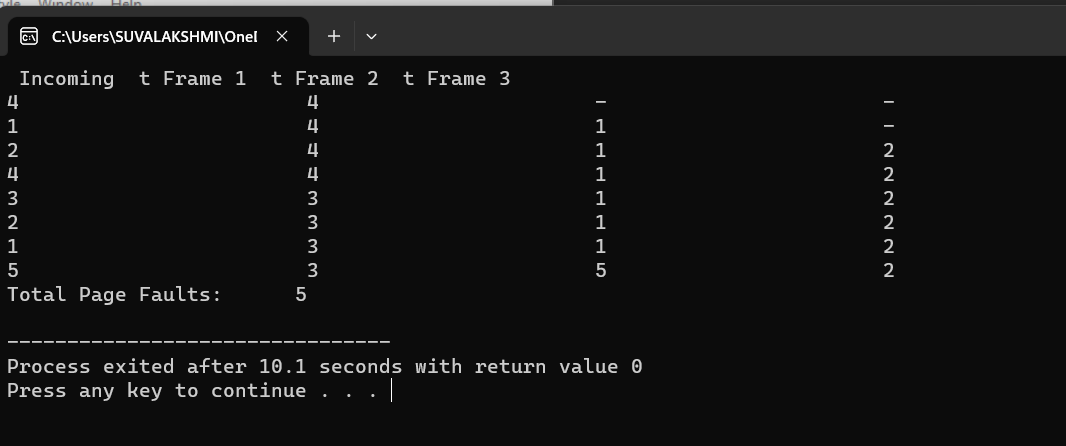 Style Window Help
C:\Users\SUVALAKSHMI\OneI
Incoming t Frame 1 t Frame 2 t Frame 3
4 4 - -
1 4 1 -
2 4 1 2
4 4 1 2
3 3 1 2
2 3 1 2
1 3 1 2
5 3 5 2
Total Page Faults: 5
--------------------------------
Process exited after 10.1 seconds with return value 0
Press any key to continue . . .